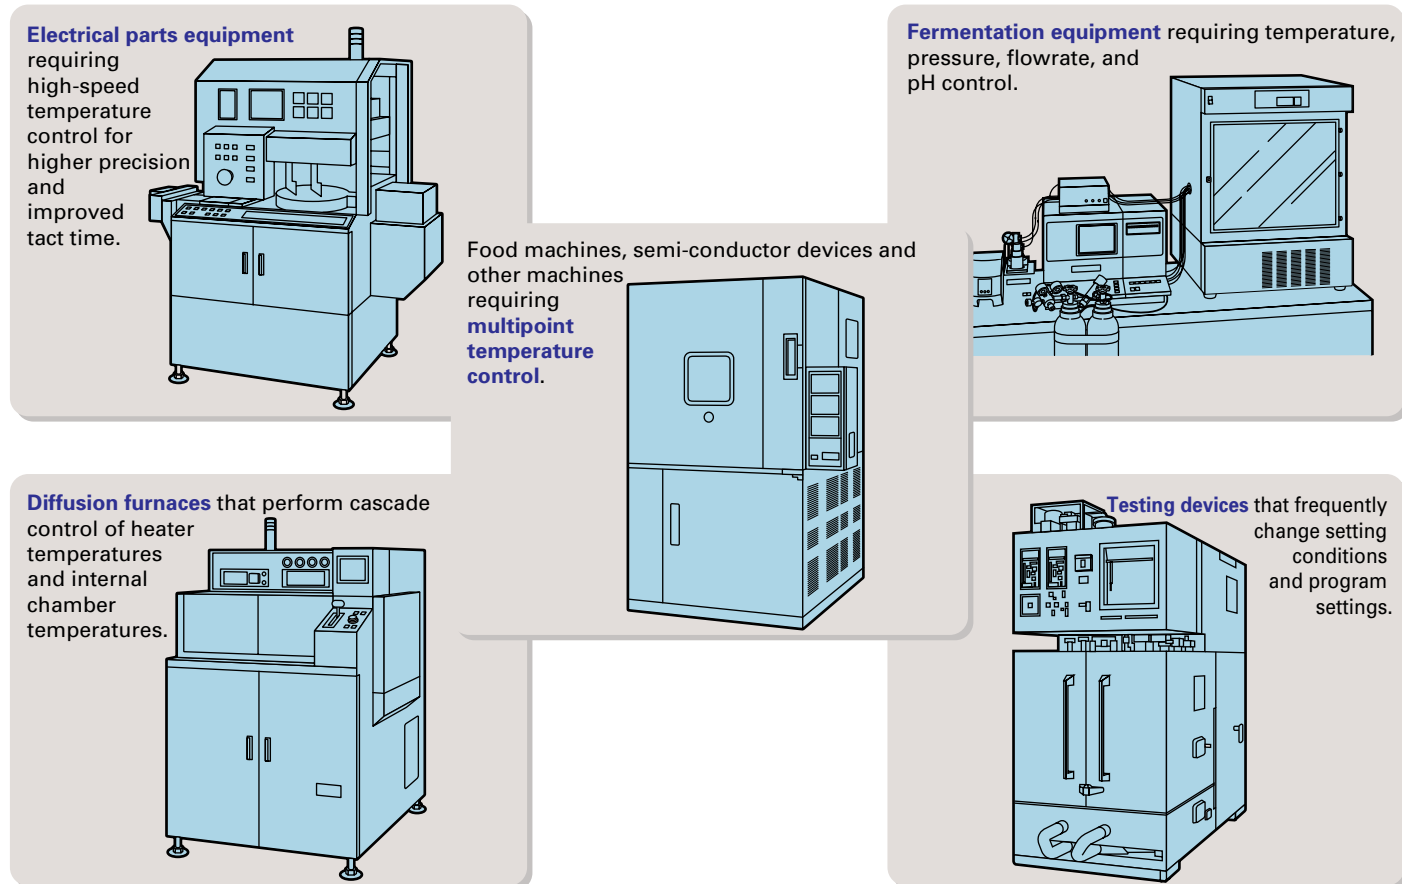 Electrical parts equipment
requiring
high-speed
temperature
control for
higher precision
and
improved
tact time.
Fermentation equipment requiring temperature,
pressure, flowrate, and
pH control.
Food machines, semi-conductor devices and
other machines
requiring
multipoint
temperature
control.
Diffusion furnaces that perform cascade
control of heater
temperatures
and internal
chamber
temperatures.
Testing devices that frequently
change setting
conditions
and program
settings.